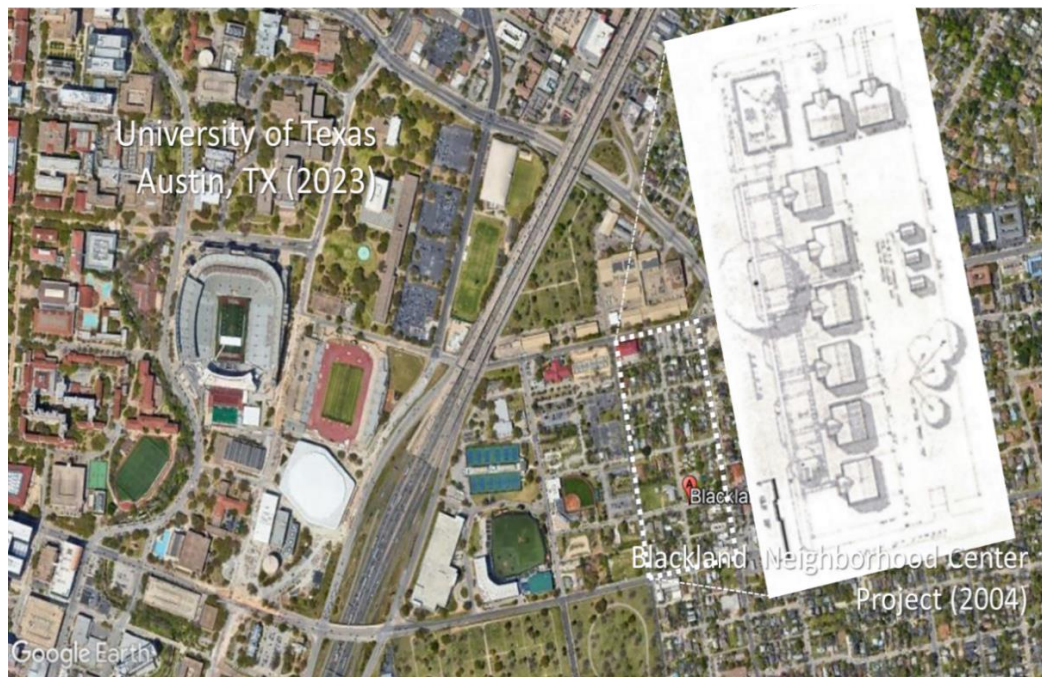 University of Texas
Austin, TX (2023)
A
Blackla
Blackland Neighborhood Center
Project (2004)
Google Earth